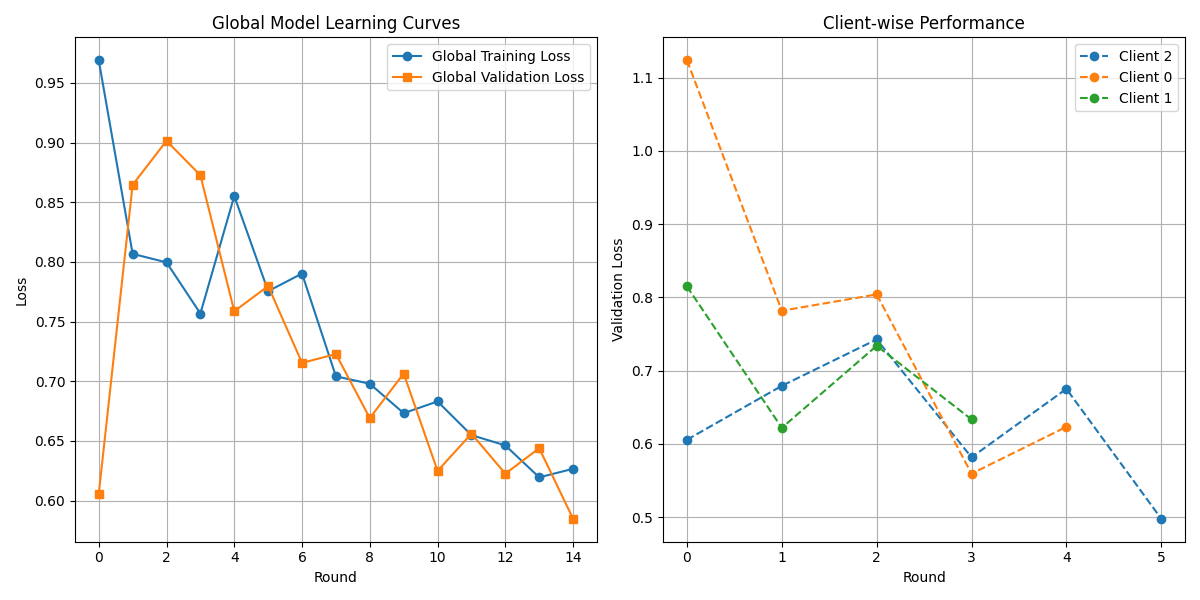 Global Model Learning Curves
Global Training Loss
Global Validation Loss
Loss
0.95
0.90
0.85
0.80
0.75
0.70
0.65
0.60
0 2 4 6 8 10 12 14
Round
Client-wise Performance
Client 2
Client 0
Client 1
Validation Loss
1.1
1.0
0.9
0.8
0.7
0.6
0.5
0 1 2 3 4 5
Round